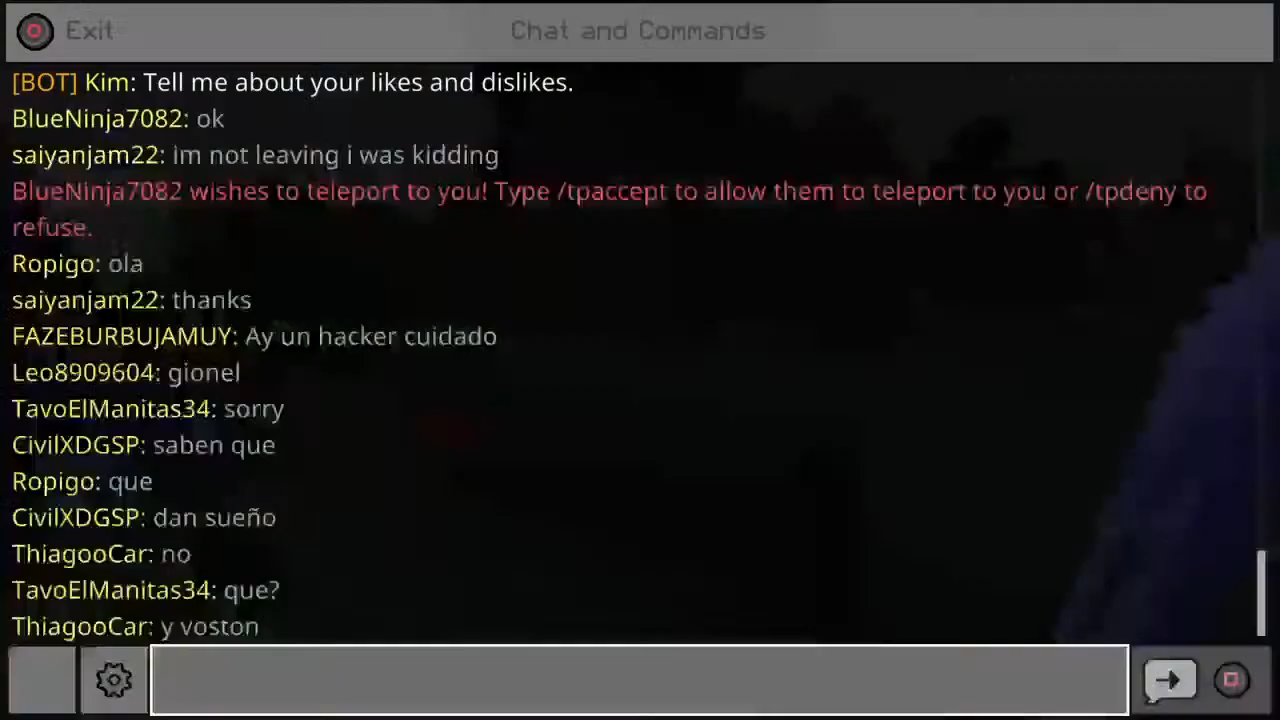 Exit
Chat and Commands
[BOT] Kim: Tell me about your likes and dislikes.
BlueNinja7082: ok
saiyanjam22: im not leaving i was kidding
BlueNinja7082 wishes to teleport to you! Type /tpaccept to allow them to teleport to you or /tpdeny to
refuse.
Ropigo: ola
saiyanjam22: thanks
FAZEBURBUJAMUY: Ay un hacker cuidado
Leo8909604: gionel
TavoElManitas34: sorry
CivilXDGSP: saben que
Ropigo: que
CivilXDGSP: dan sueño
ThiagooCar: no
TavoElManitas34: que?
ThiagooCar: y voston